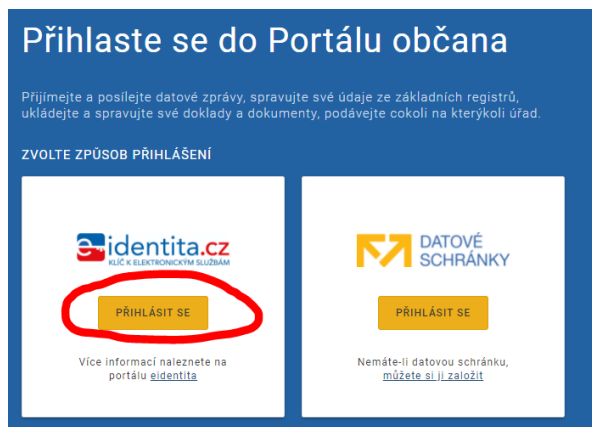 Přihlaste se do Portálu občana
Přijímejte a posílejte datové zprávy, spravujte své údaje ze základních registrů,
ukládejte a spravujte své doklady a dokumenty, podávejte cokoli na kterýkoli úřad.
ZVOLTE ZPŮSOB PŘIHLÁŠENÍ
e-identita.cz
KLÍČ K ELEKTRONICKÝM SLUŽBÁM
PŘIHLÁSIT SE
Více informací naleznete na
portálu eidentita
DATOVÉ
SCHRÁNKY
PŘIHLÁSIT SE
Nemáte-li datovou schránku,
můžete si ji založit